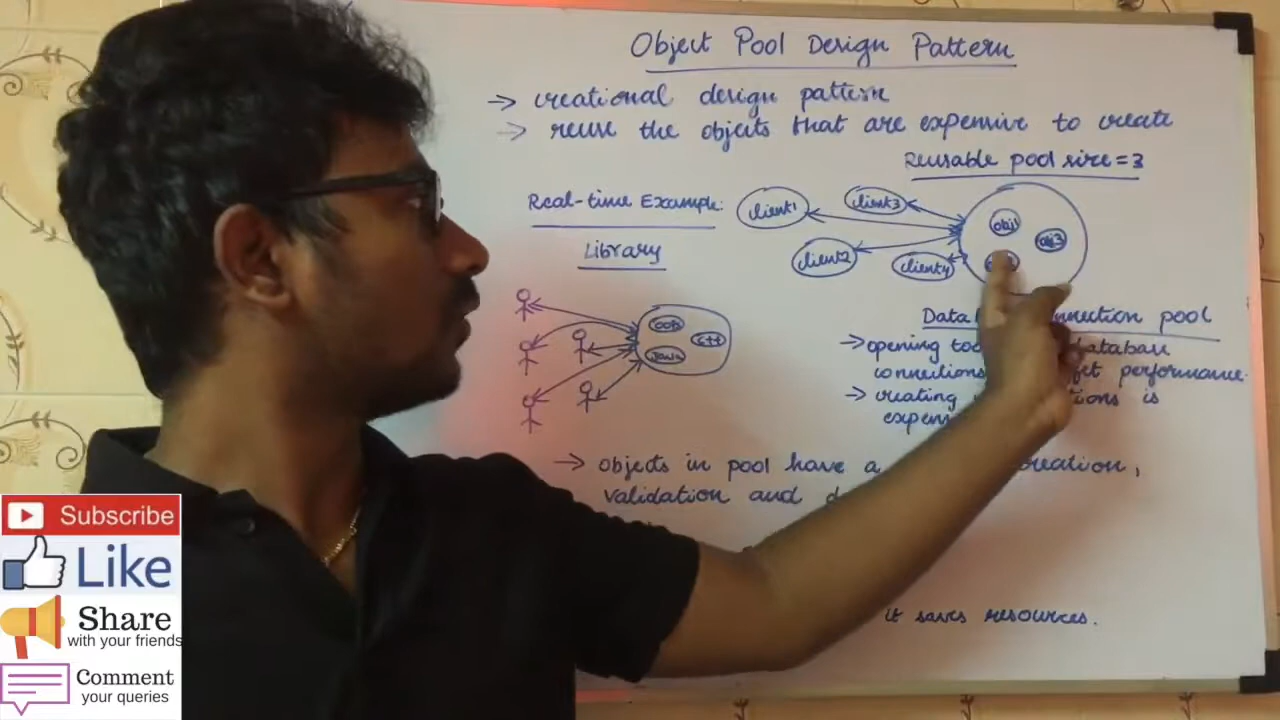 Object Pool Design Pattern
→ creational design pattern
→ reuse the objects that are expensive to create
Reusable pool size = 3
Real-time Example:
Library
client1
client3
client2
client4
obj1
obj3
oops
C++
java
connection pool
→ opening too database
connections performance.
→ creating is
→ objects in pool have a creation,
validation and
it saves resources.
Subscribe
Like
Share
with your friends
Comment
your queries